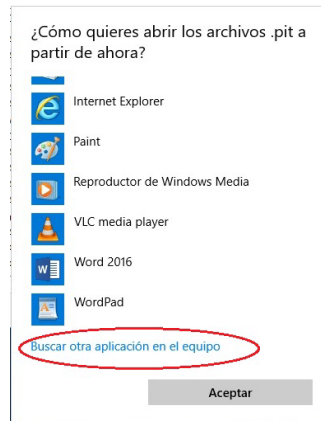 ¿Cómo quieres abrir los archivos .pit a
partir de ahora?
Internet Explorer
Paint
Reproductor de Windows Media
VLC media player
Word 2016
WordPad
Buscar otra aplicación en el equipo
Aceptar